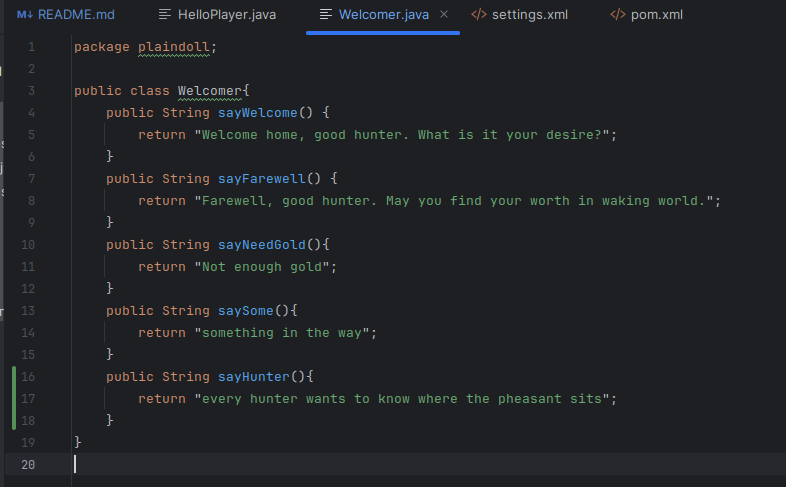 M↓ README.md HelloPlayer.java Welcomer.java × </> settings.xml </> pom.xml
1 package plaindoll;
2
3 public class Welcomer{
4     public String sayWelcome() {
5         return "Welcome home, good hunter. What is it your desire?";
6     }
7     public String sayFarewell() {
8         return "Farewell, good hunter. May you find your worth in waking world.";
9     }
10     public String sayNeedGold(){
11         return "Not enough gold";
12     }
13     public String saySome(){
14         return "something in the way";
15     }
16     public String sayHunter(){
17         return "every hunter wants to know where the pheasant sits";
18     }
19 }
20